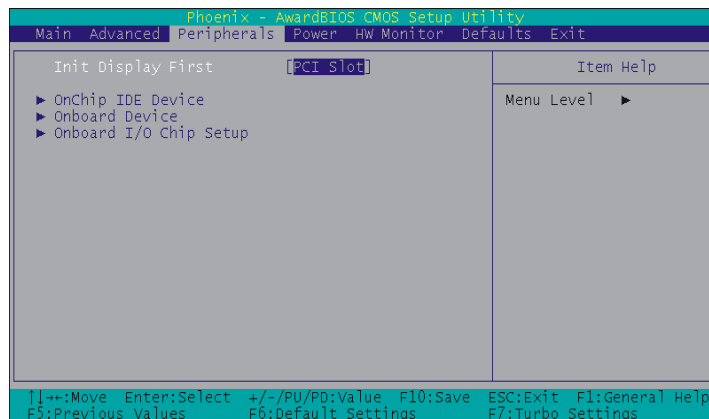 Phoenix - AwardBIOS CMOS Setup Utility
Main Advanced Peripherals Power HW Monitor Defaults Exit
Init Display First [PCI Slot] Item Help
► OnChip IDE Device Menu Level ►
► Onboard Device
► Onboard I/O Chip Setup
↑↓→←:Move Enter:Select +/-/PU/PD:Value F10:Save ESC:Exit F1:General Help
F5:Previous Values F6:Default Settings F7:Turbo Settings